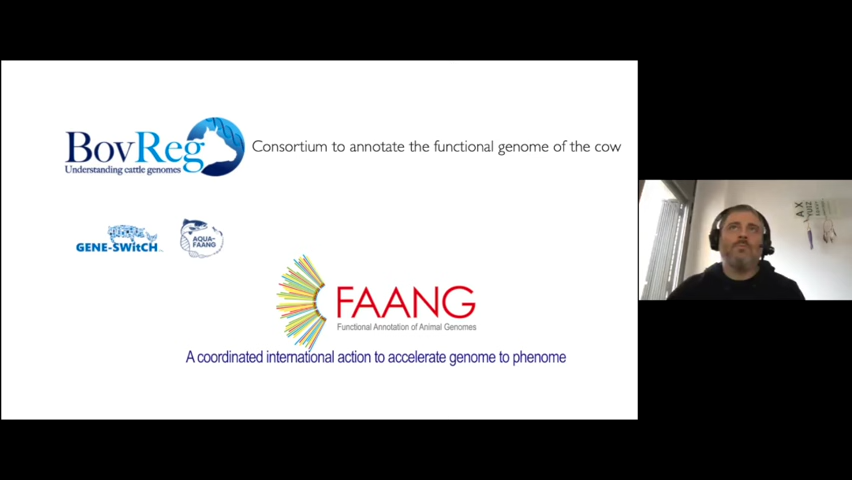 BovReg
Understanding cattle genomes
Consortium to annotate the functional genome of the cow
GENE-SWitCH
AQUA-
FAANG
FAANG
Functional Annotation of Animal Genomes
A coordinated international action to accelerate genome to phenome